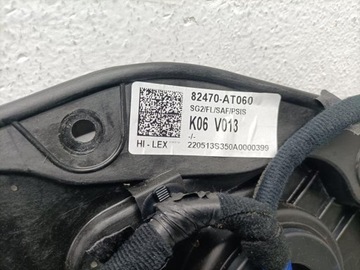 82470-AT060
SG2/FL/SAF/PSIS
K06 V013
-/-
HI - LEX
220513S350A0000399